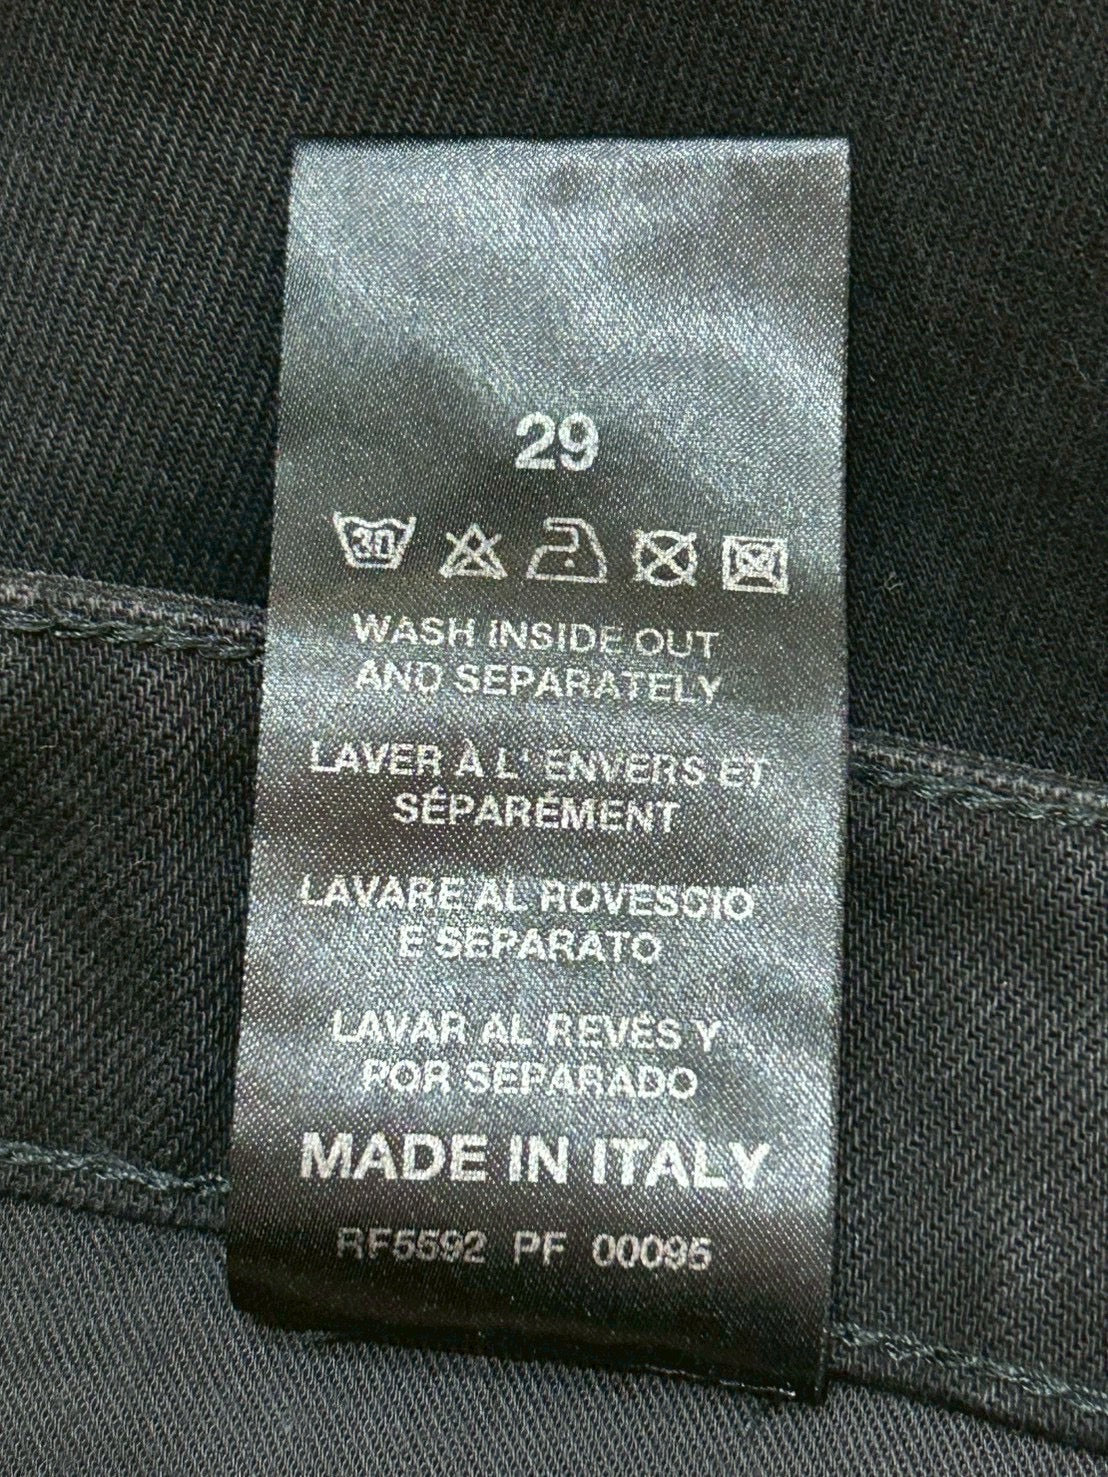 29
30
WASH INSIDE OUT
AND SEPARATELY
LAVER À L' ENVERS ET
SÉPARÉMENT
LAVARE AL ROVESCIO
E SEPARATO
LAVAR AL REVÉS Y
POR SEPARADO
MADE IN ITALY
RF5592 PF 00095